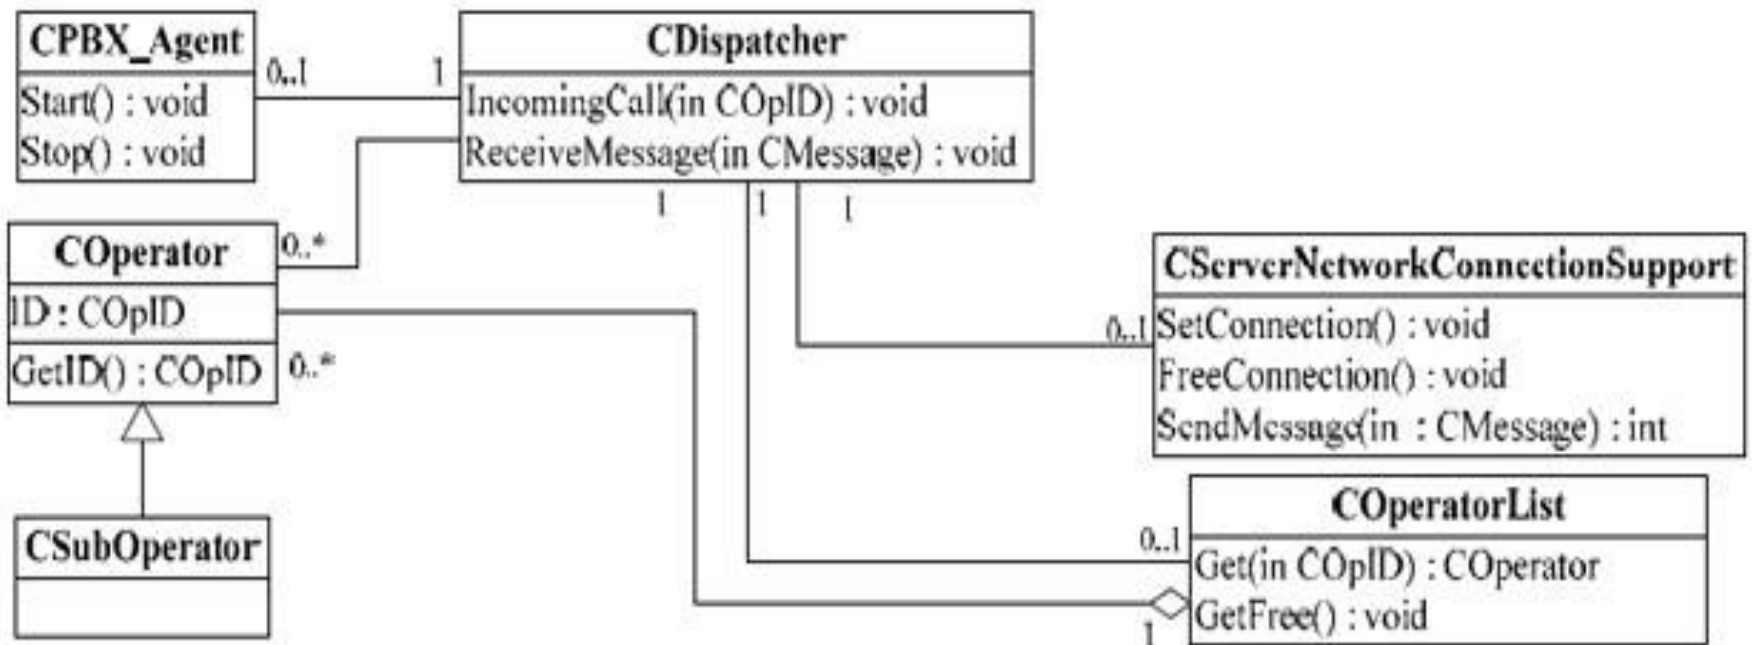 CPBX_Agent
Start() : void
Stop() : void
0..1
1
CDispatcher
IncomingCall(in COpID) : void
ReceiveMessage(in CMessage) : void
1
1
1
COperator
ID : COpID
GetID() : COpID
0..*
0..*
CServerNetworkConnectionSupport
SetConnection() : void
FreeConnection() : void
SendMessage(in : CMessage) : int
0..1
CSubOperator
COperatorList
Get(in COpID) : COperator
GetFree() : void
0..1
1